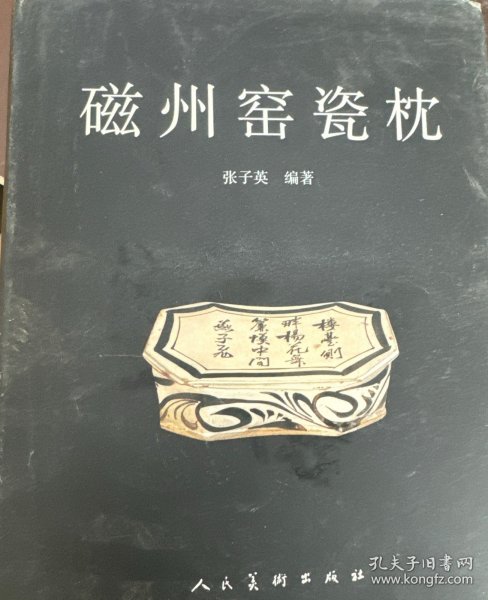 磁州窑瓷枕
张子英 编著
楼臺側
畔楊花舞
簾模中間
燕子飛
人民美術出版社
孔夫子旧书网
www.kongfz.com